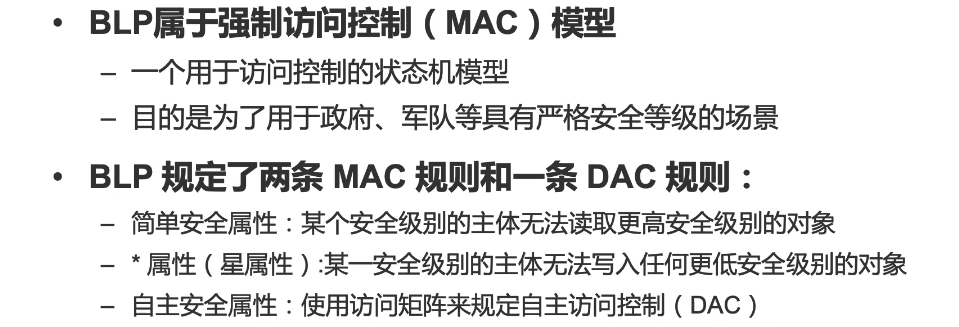 • BLP属于强制访问控制（MAC）模型
– 一个用于访问控制的状态机模型
– 目的是为了用于政府、军队等具有严格安全等级的场景
• BLP 规定了两条 MAC 规则和一条 DAC 规则：
– 简单安全属性：某个安全级别的主体无法读取更高安全级别的对象
– * 属性（星属性）:某一安全级别的主体无法写入任何更低安全级别的对象
– 自主安全属性：使用访问矩阵来规定自主访问控制（DAC）